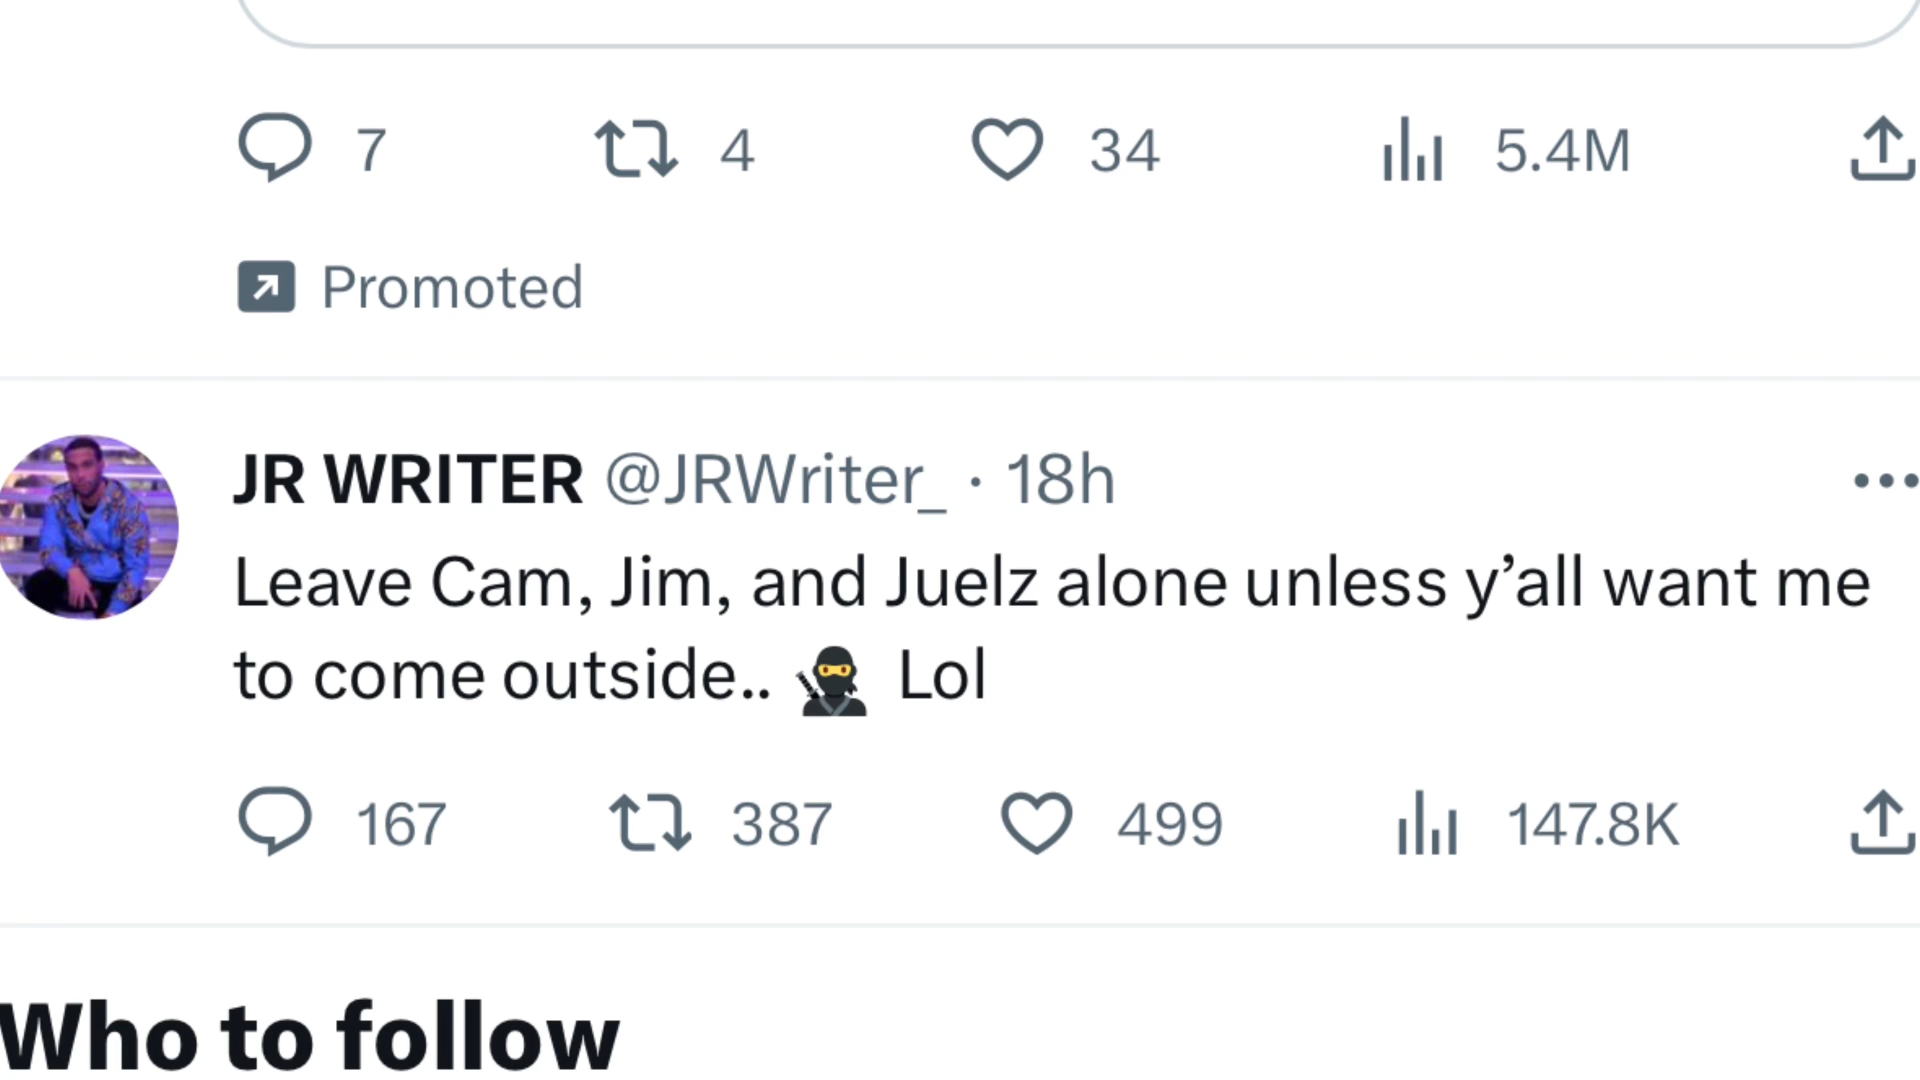 7 4 34 5.4M
Promoted
JR WRITER @JRWriter_ · 18h
Leave Cam, Jim, and Juelz alone unless y’all want me
to come outside.. 🥷 Lol
167 387 499 147.8K
Who to follow